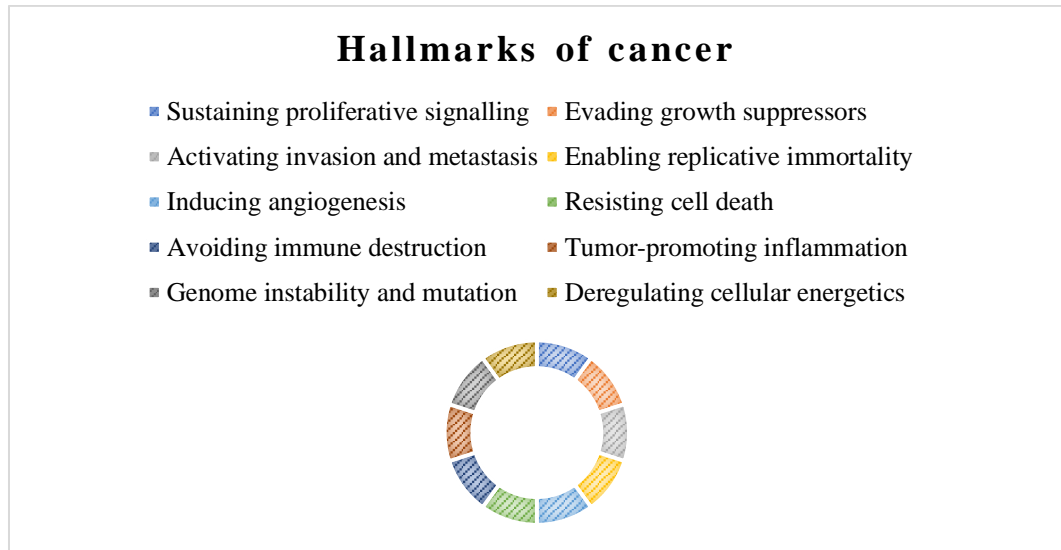 Hallmarks of cancer
Sustaining proliferative signalling Evading growth suppressors
Activating invasion and metastasis Enabling replicative immortality
Inducing angiogenesis Resisting cell death
Avoiding immune destruction Tumor-promoting inflammation
Genome instability and mutation Deregulating cellular energetics